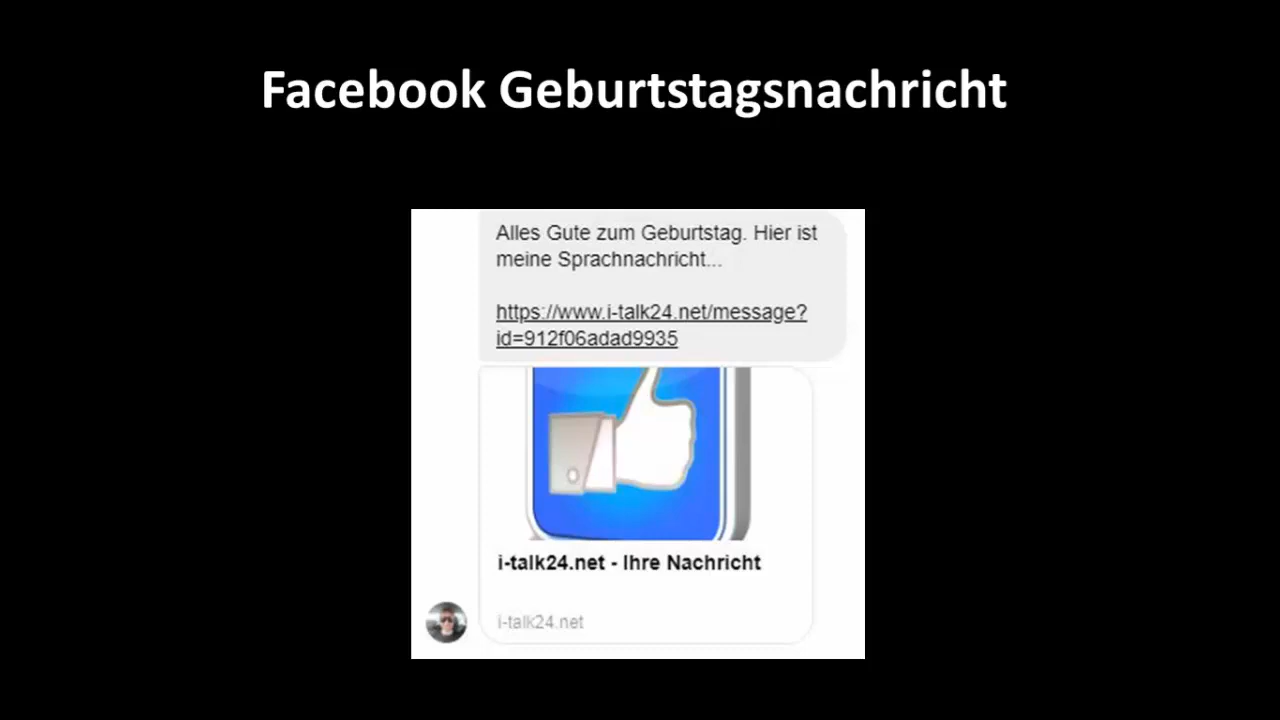 Facebook Geburtstagsnachricht
Alles Gute zum Geburtstag. Hier ist
meine Sprachnachricht...
https://www.i-talk24.net/message?
id=912f06adad9935
i-talk24.net - Ihre Nachricht
i-talk24.net